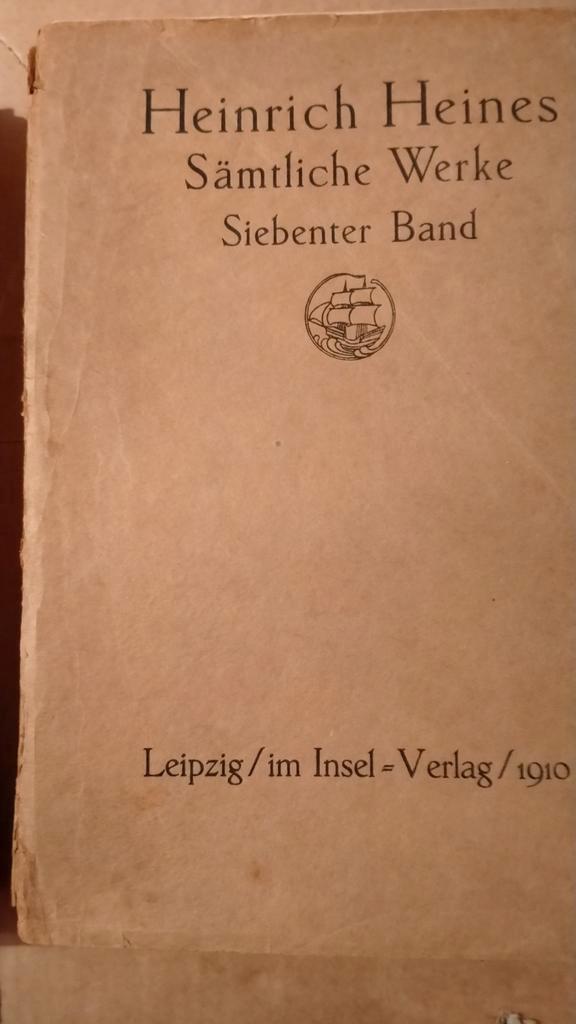 Heinrich Heines
Sämtliche Werke
Siebenter Band
Leipzig/im Insel=Verlag/1910